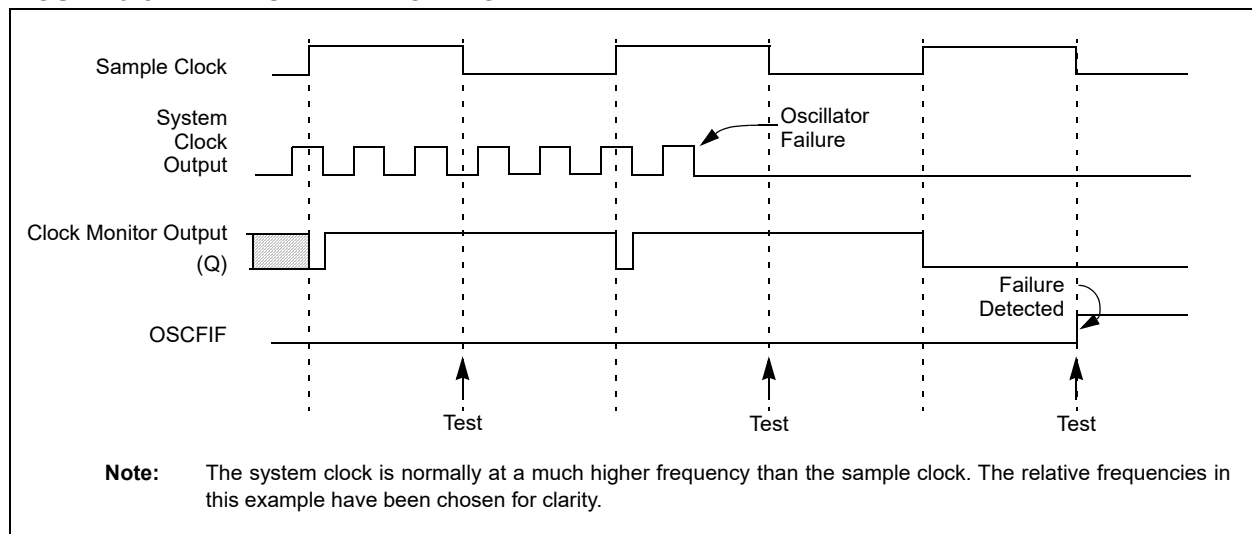 Sample Clock
System
Clock
Output
Oscillator
Failure
Clock Monitor Output
(Q)
Failure
Detected
OSCFIF
Test
Test
Test
Note: The system clock is normally at a much higher frequency than the sample clock. The relative frequencies in
this example have been chosen for clarity.